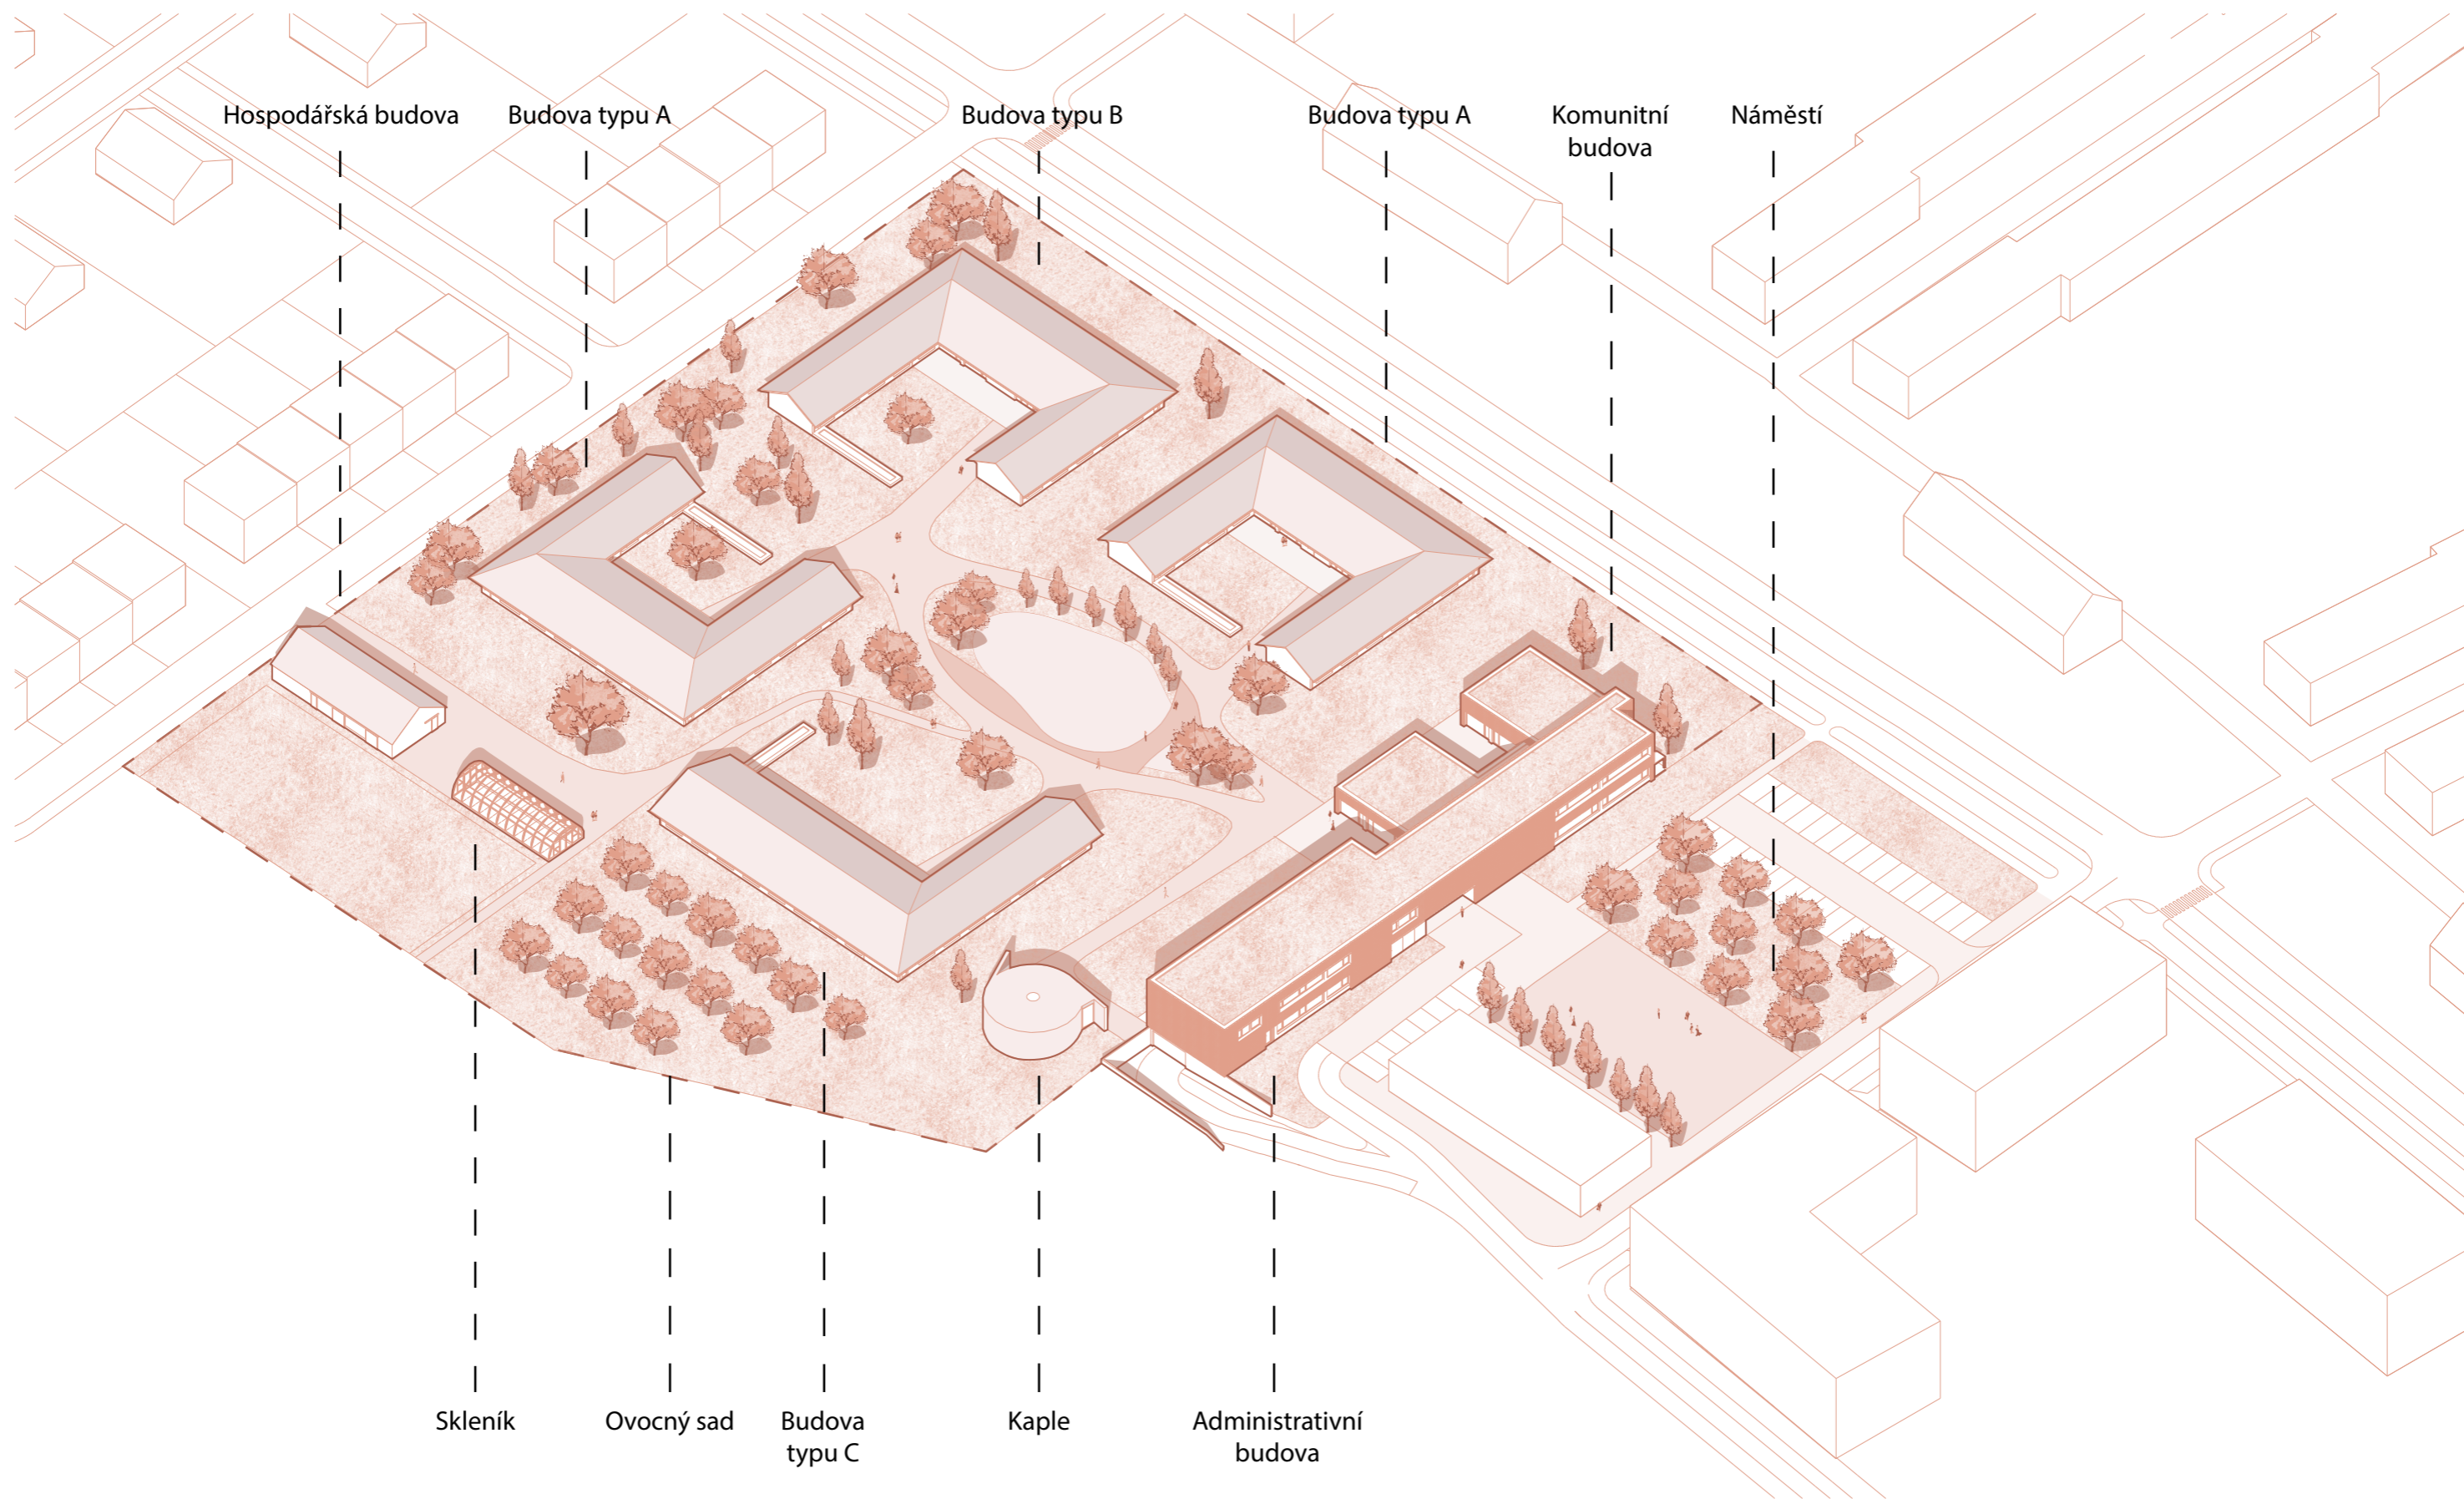 Hospodářská budova
Budova typu A
Budova typu B
Budova typu A
Komunitní
budova
Náměstí
Skleník
Ovocný sad
Budova
typu C
Kaple
Administrativní
budova